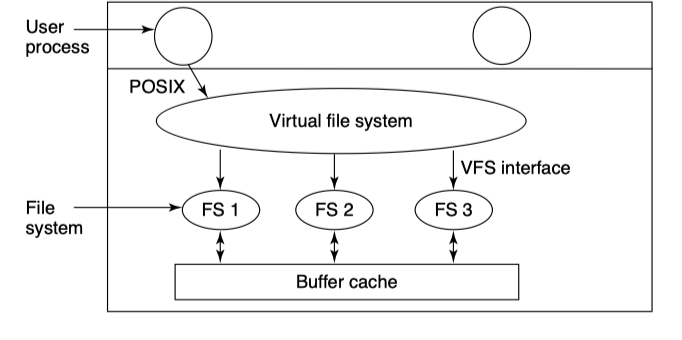 User
process
POSIX
Virtual file system
VFS interface
File
system
FS 1
FS 2
FS 3
Buffer cache